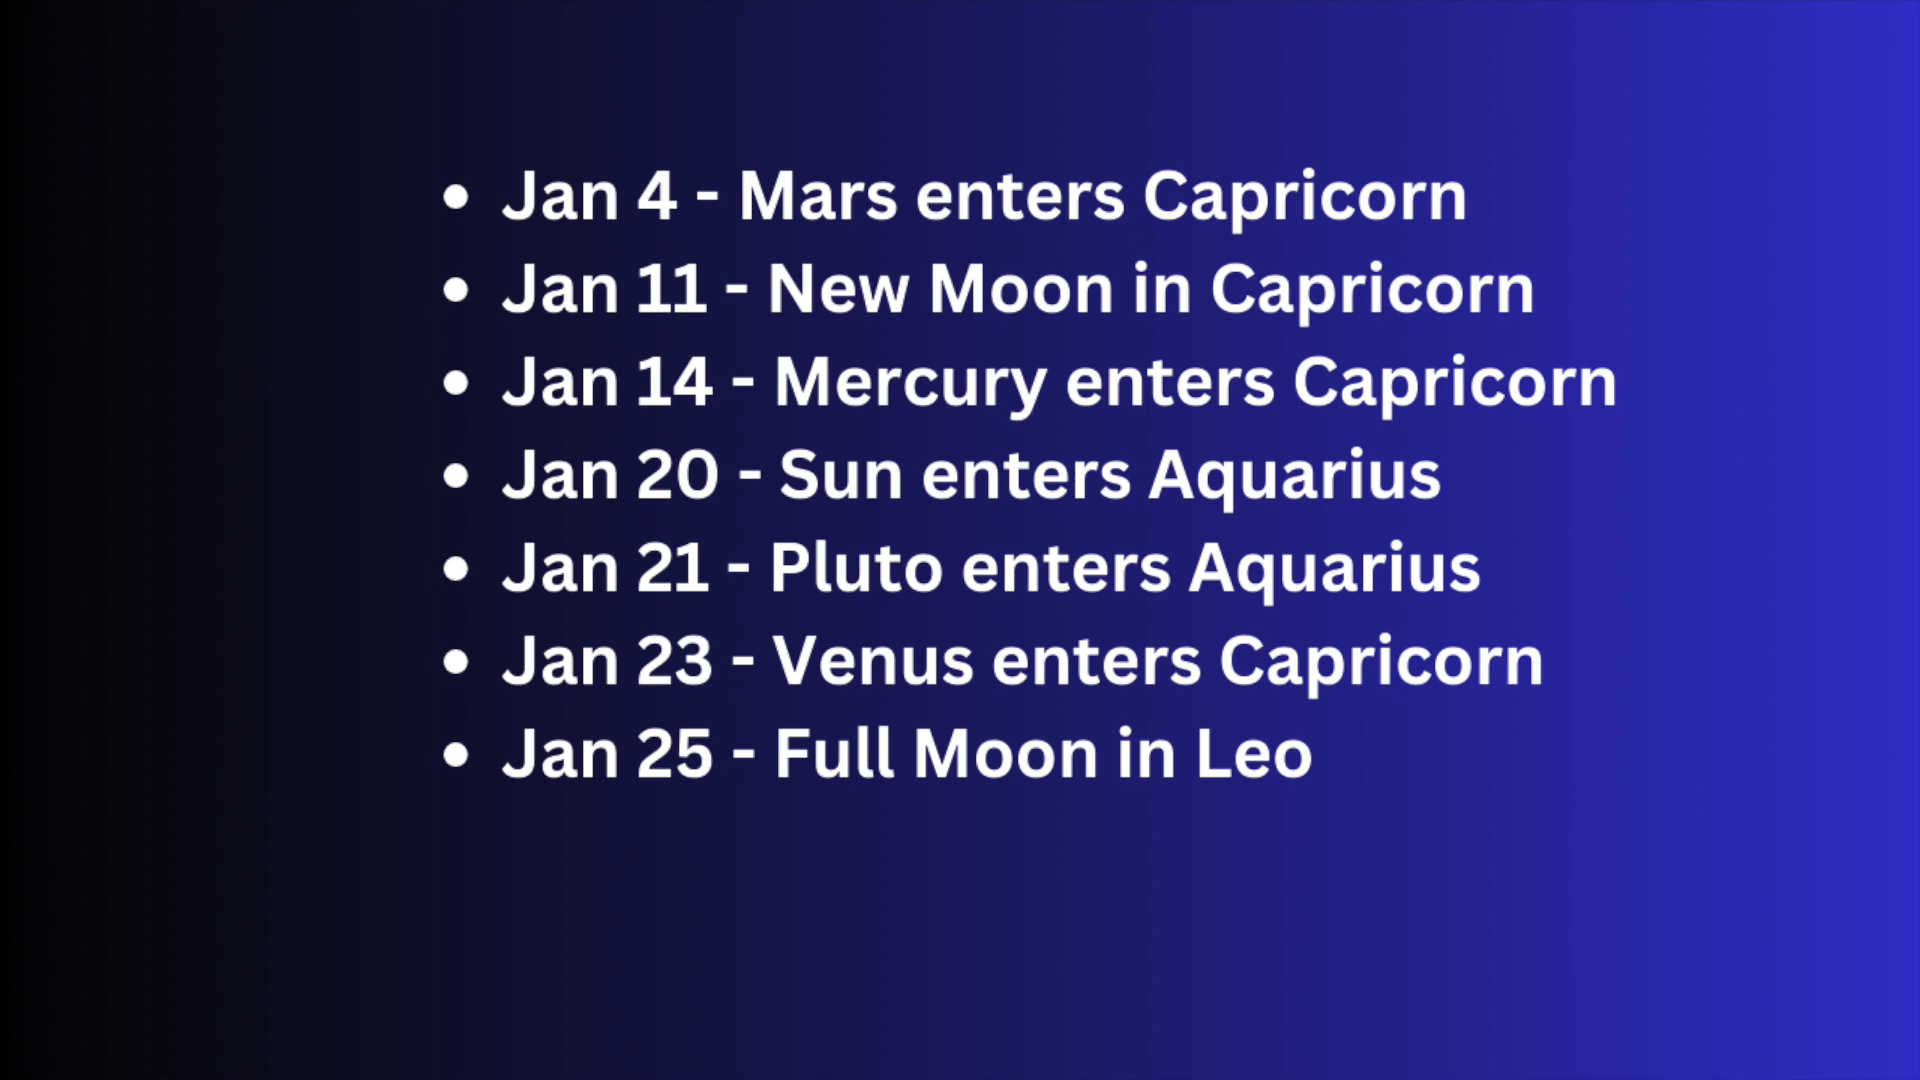 • Jan 4 - Mars enters Capricorn
• Jan 11 - New Moon in Capricorn
• Jan 14 - Mercury enters Capricorn
• Jan 20 - Sun enters Aquarius
• Jan 21 - Pluto enters Aquarius
• Jan 23 - Venus enters Capricorn
• Jan 25 - Full Moon in Leo